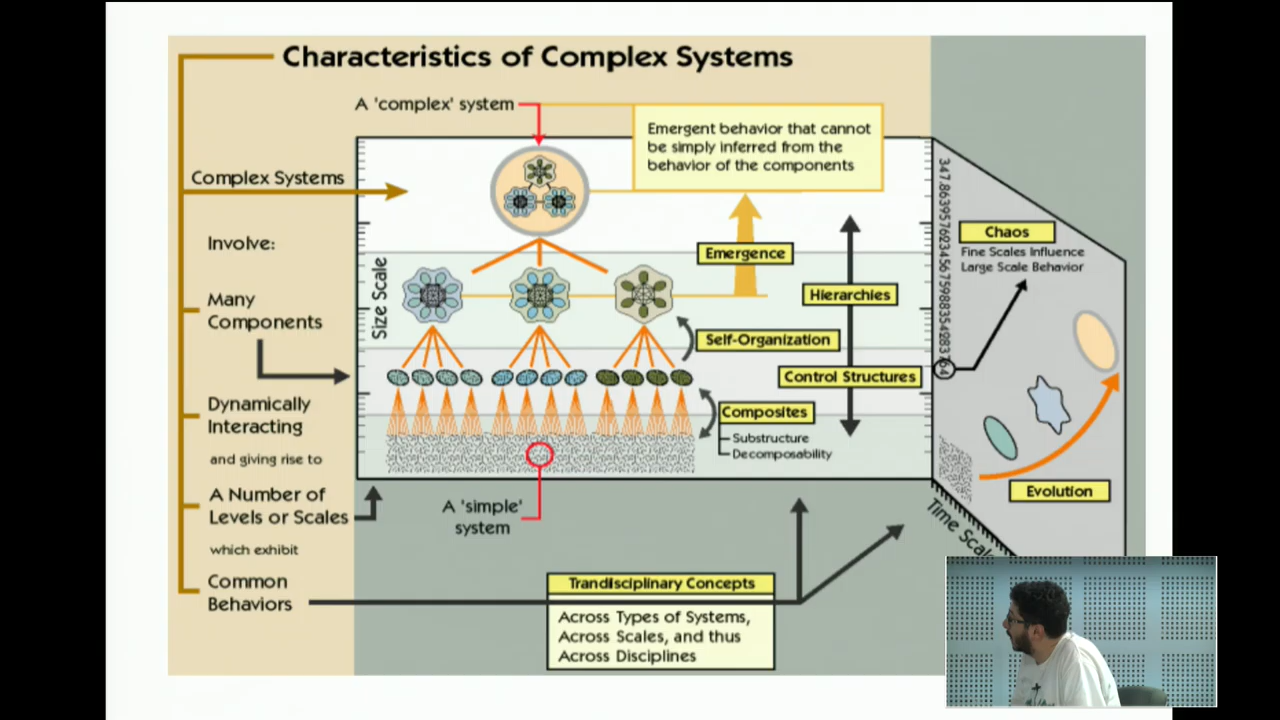 Characteristics of Complex Systems
A 'complex' system
Emergent behavior that cannot
be simply inferred from the
behavior of the components
Complex Systems
Involve:
Many
Components
Dynamically
Interacting
and giving rise to
A Number of
Levels or Scales
which exhibit
Common
Behaviors
Size Scale
Emergence
Hierarchies
Self-Organization
Control Structures
Composites
Substructure
Decomposability
A 'simple'
system
Chaos
Fine Scales Influence
Large Scale Behavior
Evolution
Trandisciplinary Concepts
Across Types of Systems,
Across Scales, and thus
Across Disciplines